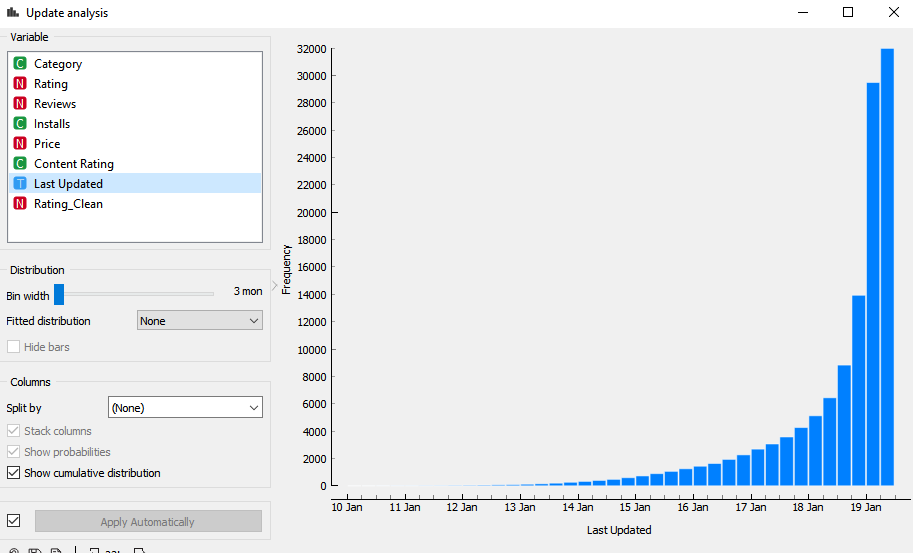 Update analysis
Variable
C Category
N Rating
N Reviews
C Installs
N Price
C Content Rating
T Last Updated
N Rating_Clean
Distribution
Bin width 3 mon
Fitted distribution None
Hide bars
Columns
Split by (None)
Stack columns
Show probabilities
Show cumulative distribution
Apply Automatically
32000
30000
28000
26000
24000
22000
20000
18000
16000
14000
12000
10000
8000
6000
4000
2000
0
Frequency
10 Jan 11 Jan 12 Jan 13 Jan 14 Jan 15 Jan 16 Jan 17 Jan 18 Jan 19 Jan
Last Updated